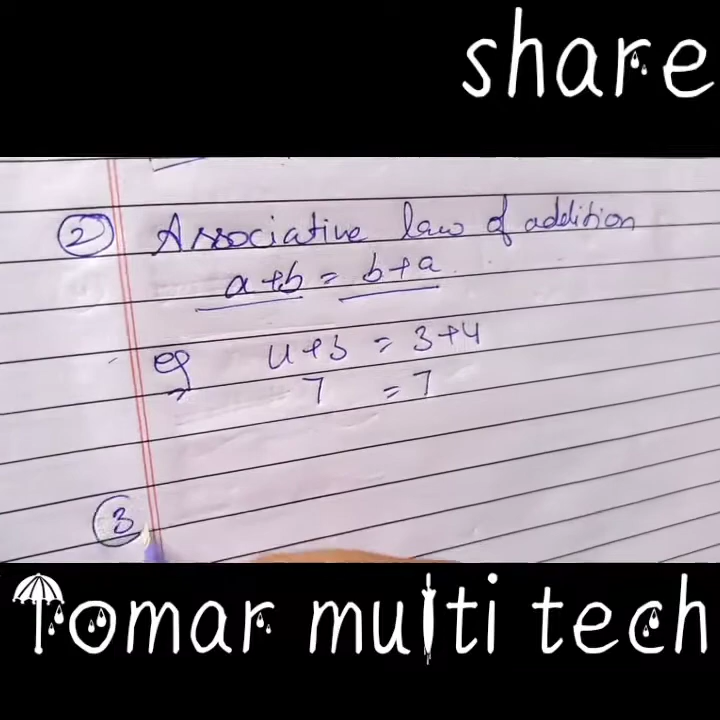 share
2 Associative law of addition
a+b = b+a
eg 4+3 = 3+4
7 = 7
3
Tomar multi tech